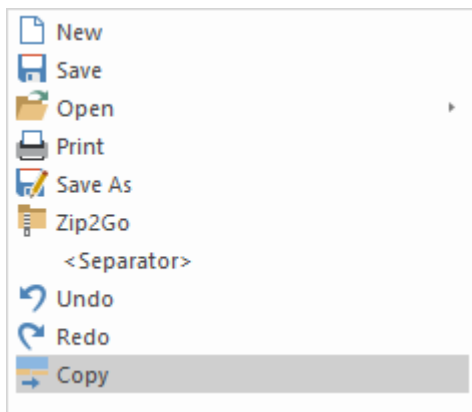 New
Save
Open
Print
Save As
Zip2Go
<Separator>
Undo
Redo
Copy